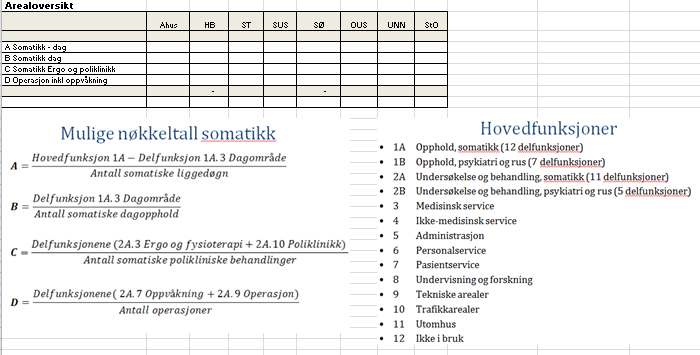 Arealoversikt
Ahus HB ST SUS SØ OUS UNN StO
A Somatikk - dag
B Somatikk dag
C Somatikk Ergo og poliklinikk
D Operasjon inkl oppvåkning
- -
Mulige nøkkeltall somatikk
A = Hovedfunksjon 1A − Delfunksjon 1A.3 Dagområde
Antall somatiske liggedøgn
B = Delfunksjon 1A.3 Dagområde
Antall somatiske dagopphold
C = Delfunksjonene (2A.3 Ergo og fysioterapi + 2A.10 Poliklinikk)
Antall somatiske polikliniske behandlinger
D = Delfunksjonene( 2A.7 Oppvåkning + 2A.9 Operasjon)
Antall operasjoner
Hovedfunksjoner
• 1A Opphold, somatikk (12 delfunksjoner)
• 1B Opphold, psykiatri og rus (7 delfunksjoner)
• 2A Undersøkelse og behandling, somatikk (11 delfunksjoner)
• 2B Undersøkelse og behandling, psykiatri og rus (5 delfunksjoner)
• 3 Medisinsk service
• 4 Ikke-medisinsk service
• 5 Administrasjon
• 6 Personalservice
• 7 Pasientservice
• 8 Undervisning og forskning
• 9 Tekniske arealer
• 10 Trafikkarealer
• 11 Utomhus
• 12 Ikke i bruk